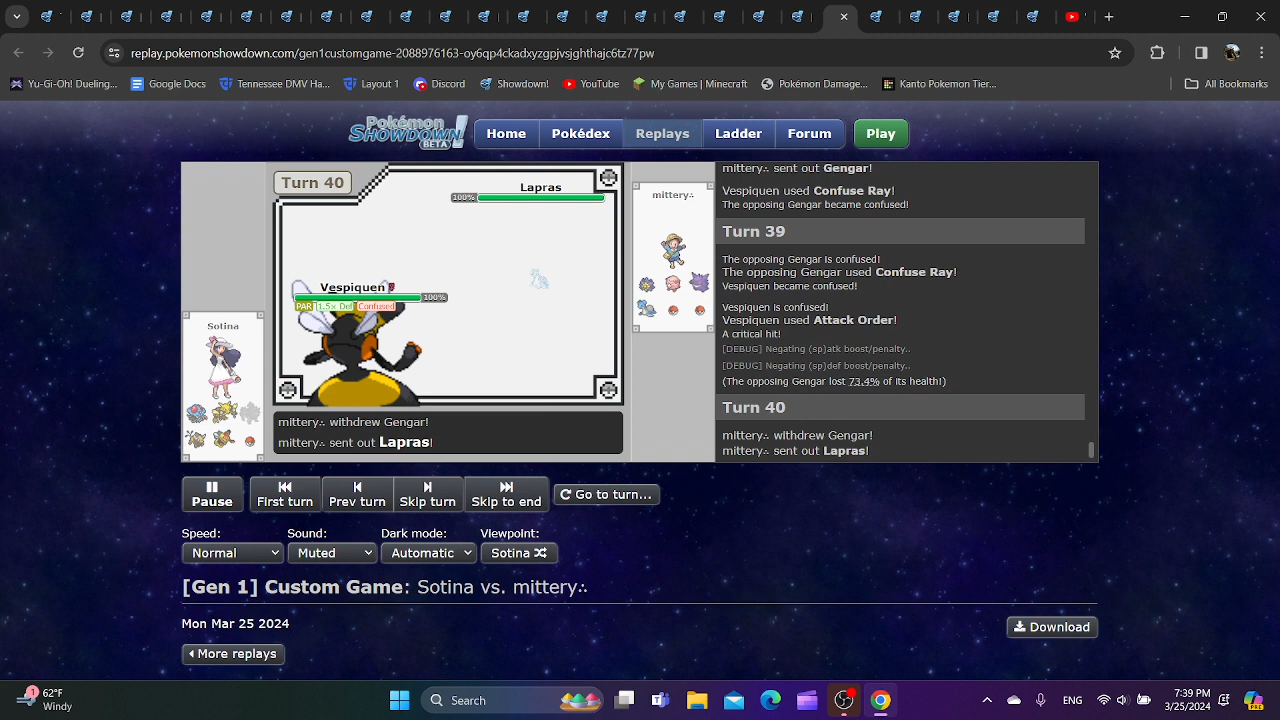 replay.pokemonshowdown.com/gen1customgame-2088976163-oy6qp4ckadxyzgpjvsjghthajc6tz77pw
Yu-Gi-Oh! Dueling...
Google Docs
Tennessee DMV Ha...
Layout 1
Discord
Showdown!
YouTube
My Games | Minecraft
Pokémon Damage...
Kanto Pokemon Tier...
All Bookmarks
Pokémon
SHOWDOWN!
BETA
Home
Pokédex
Replays
Ladder
Forum
Play
Turn 40
Lapras
100%
Vespiquen
100%
PAR 1.5× Def Confused
Sotina
mittery∴
mittery∴ withdrew Gengar!
mittery∴ sent out Lapras!
mittery∴ sent out Gengar!
Vespiquen used Confuse Ray!
The opposing Gengar became confused!
Turn 39
The opposing Gengar is confused!
The opposing Gengar used Confuse Ray!
Vespiquen became confused!
Vespiquen is confused!
Vespiquen used Attack Order!
A critical hit!
[DEBUG] Negating (sp)atk boost/penalty..
[DEBUG] Negating (sp)def boost/penalty..
(The opposing Gengar lost 73.4% of its health!)
Turn 40
mittery∴ withdrew Gengar!
mittery∴ sent out Lapras!
Pause
First turn
Prev turn
Skip turn
Skip to end
Go to turn...
Speed:
Sound:
Dark mode:
Viewpoint:
Normal
Muted
Automatic
Sotina
[Gen 1] Custom Game: Sotina vs. mittery∴
Mon Mar 25 2024
Download
More replays
1
62°F
Windy
Search
ENG
7:39 PM
3/25/2024